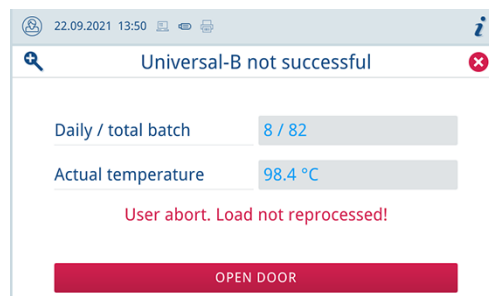 22.09.2021 13:50
i
Universal-B not successful
Daily / total batch 8 / 82
Actual temperature 98.4 °C
User abort. Load not reprocessed!
OPEN DOOR